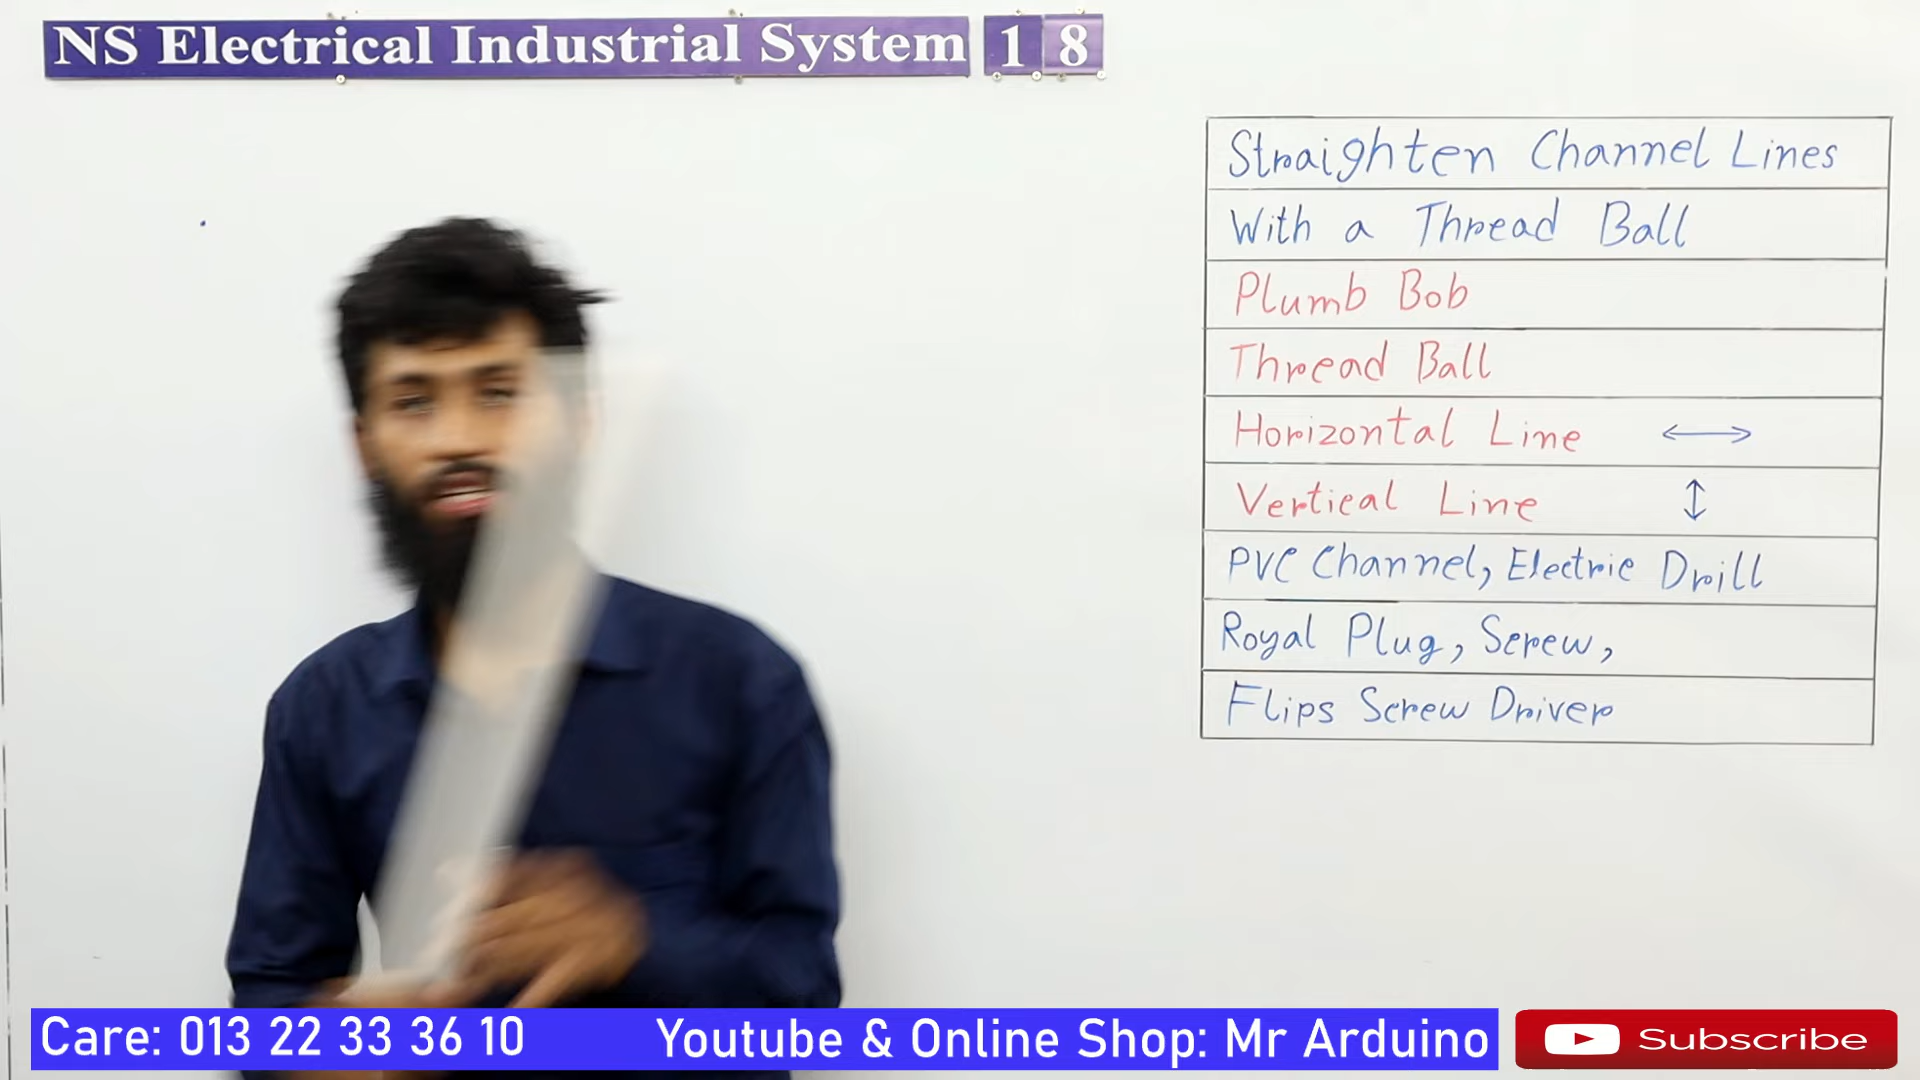 NS Electrical Industrial System 18
Straighten Channel Lines
With a Thread Ball
Plumb Bob
Thread Ball
Horizontal Line ↔
Vertical Line ↕
PVC Channel, Electric Drill
Royal Plug, Screw,
Flips Screw Driver
Care: 013 22 33 36 10 Youtube & Online Shop: Mr Arduino Subscribe